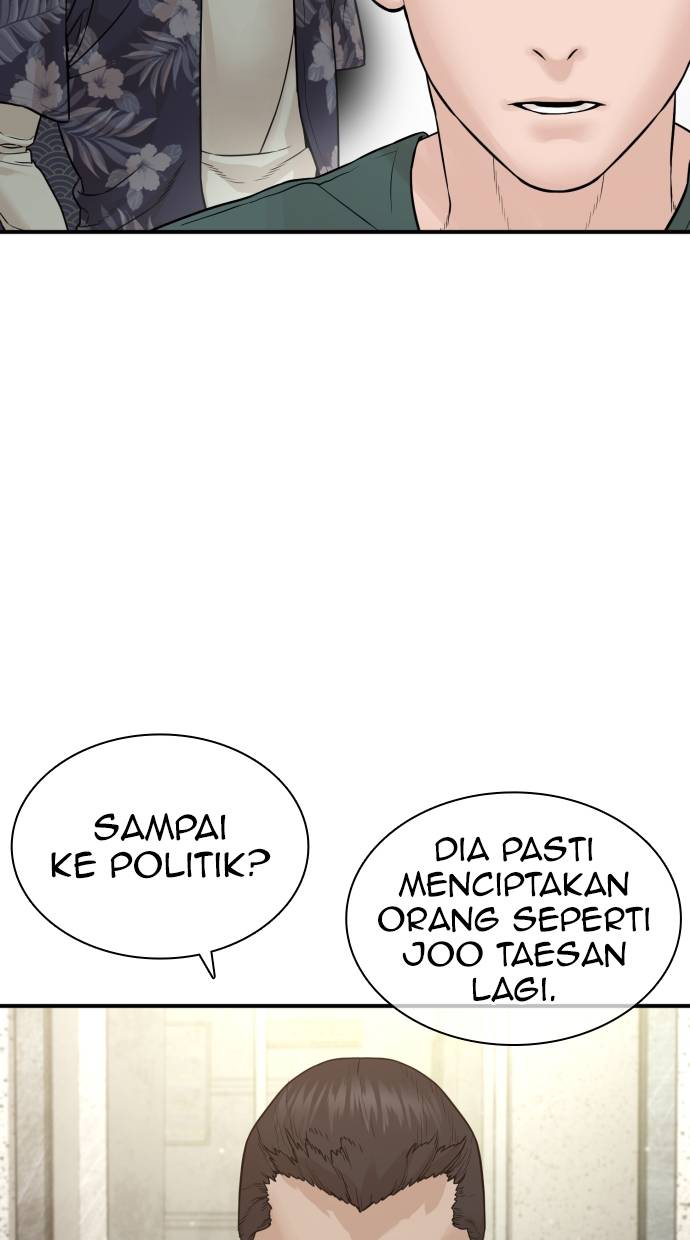 SAMPAI
KE POLITIK?
DIA PASTI
MENCIPTAKAN
ORANG SEPERTI
JOO TAESAN
LAGI.